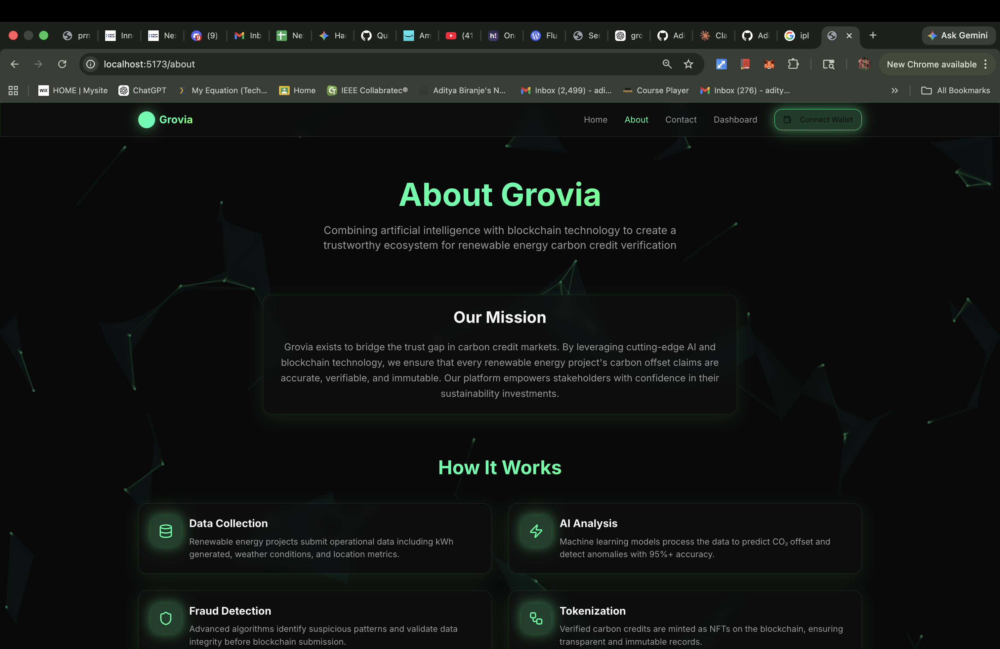 prm
Inn
Nex
(9)
Inb
Ne
Hac
Qu
Am
(41
On
Flu
Ser
gro
Adi
Cla
Adi
ipl
Ask Gemini
localhost:5173/about
New Chrome available
WIX HOME | Mysite
ChatGPT
My Equation (Tech...
Home
IEEE Collabratec®
Aditya Biranje's N...
Inbox (2,499) - adi...
Course Player
Inbox (276) - adity...
All Bookmarks
Grovia
Home
About
Contact
Dashboard
Connect Wallet
About Grovia
Combining artificial intelligence with blockchain technology to create a
trustworthy ecosystem for renewable energy carbon credit verification
Our Mission
Grovia exists to bridge the trust gap in carbon credit markets. By leveraging cutting-edge AI and
blockchain technology, we ensure that every renewable energy project's carbon offset claims are
accurate, verifiable, and immutable. Our platform empowers stakeholders with confidence in their
sustainability investments.
How It Works
Data Collection
Renewable energy projects submit operational data including kWh
generated, weather conditions, and location metrics.
AI Analysis
Machine learning models process the data to predict CO₂ offset and
detect anomalies with 95%+ accuracy.
Fraud Detection
Advanced algorithms identify suspicious patterns and validate data
integrity before blockchain submission.
Tokenization
Verified carbon credits are minted as NFTs on the blockchain, ensuring
transparent and immutable records.